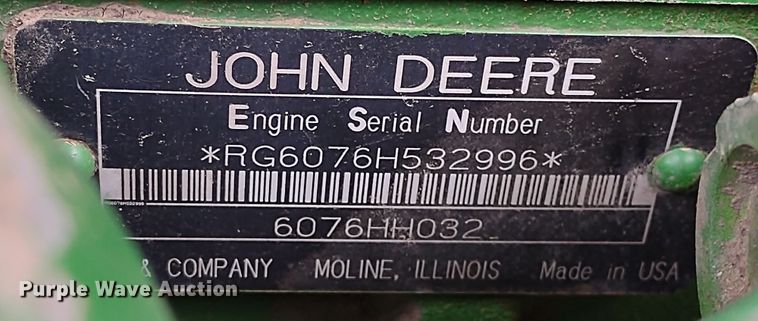 JOHN DEERE
Engine Serial Number
*RG6076H532996*
6076HH032
& COMPANY MOLINE, ILLINOIS Made in USA
Purple Wave Auction